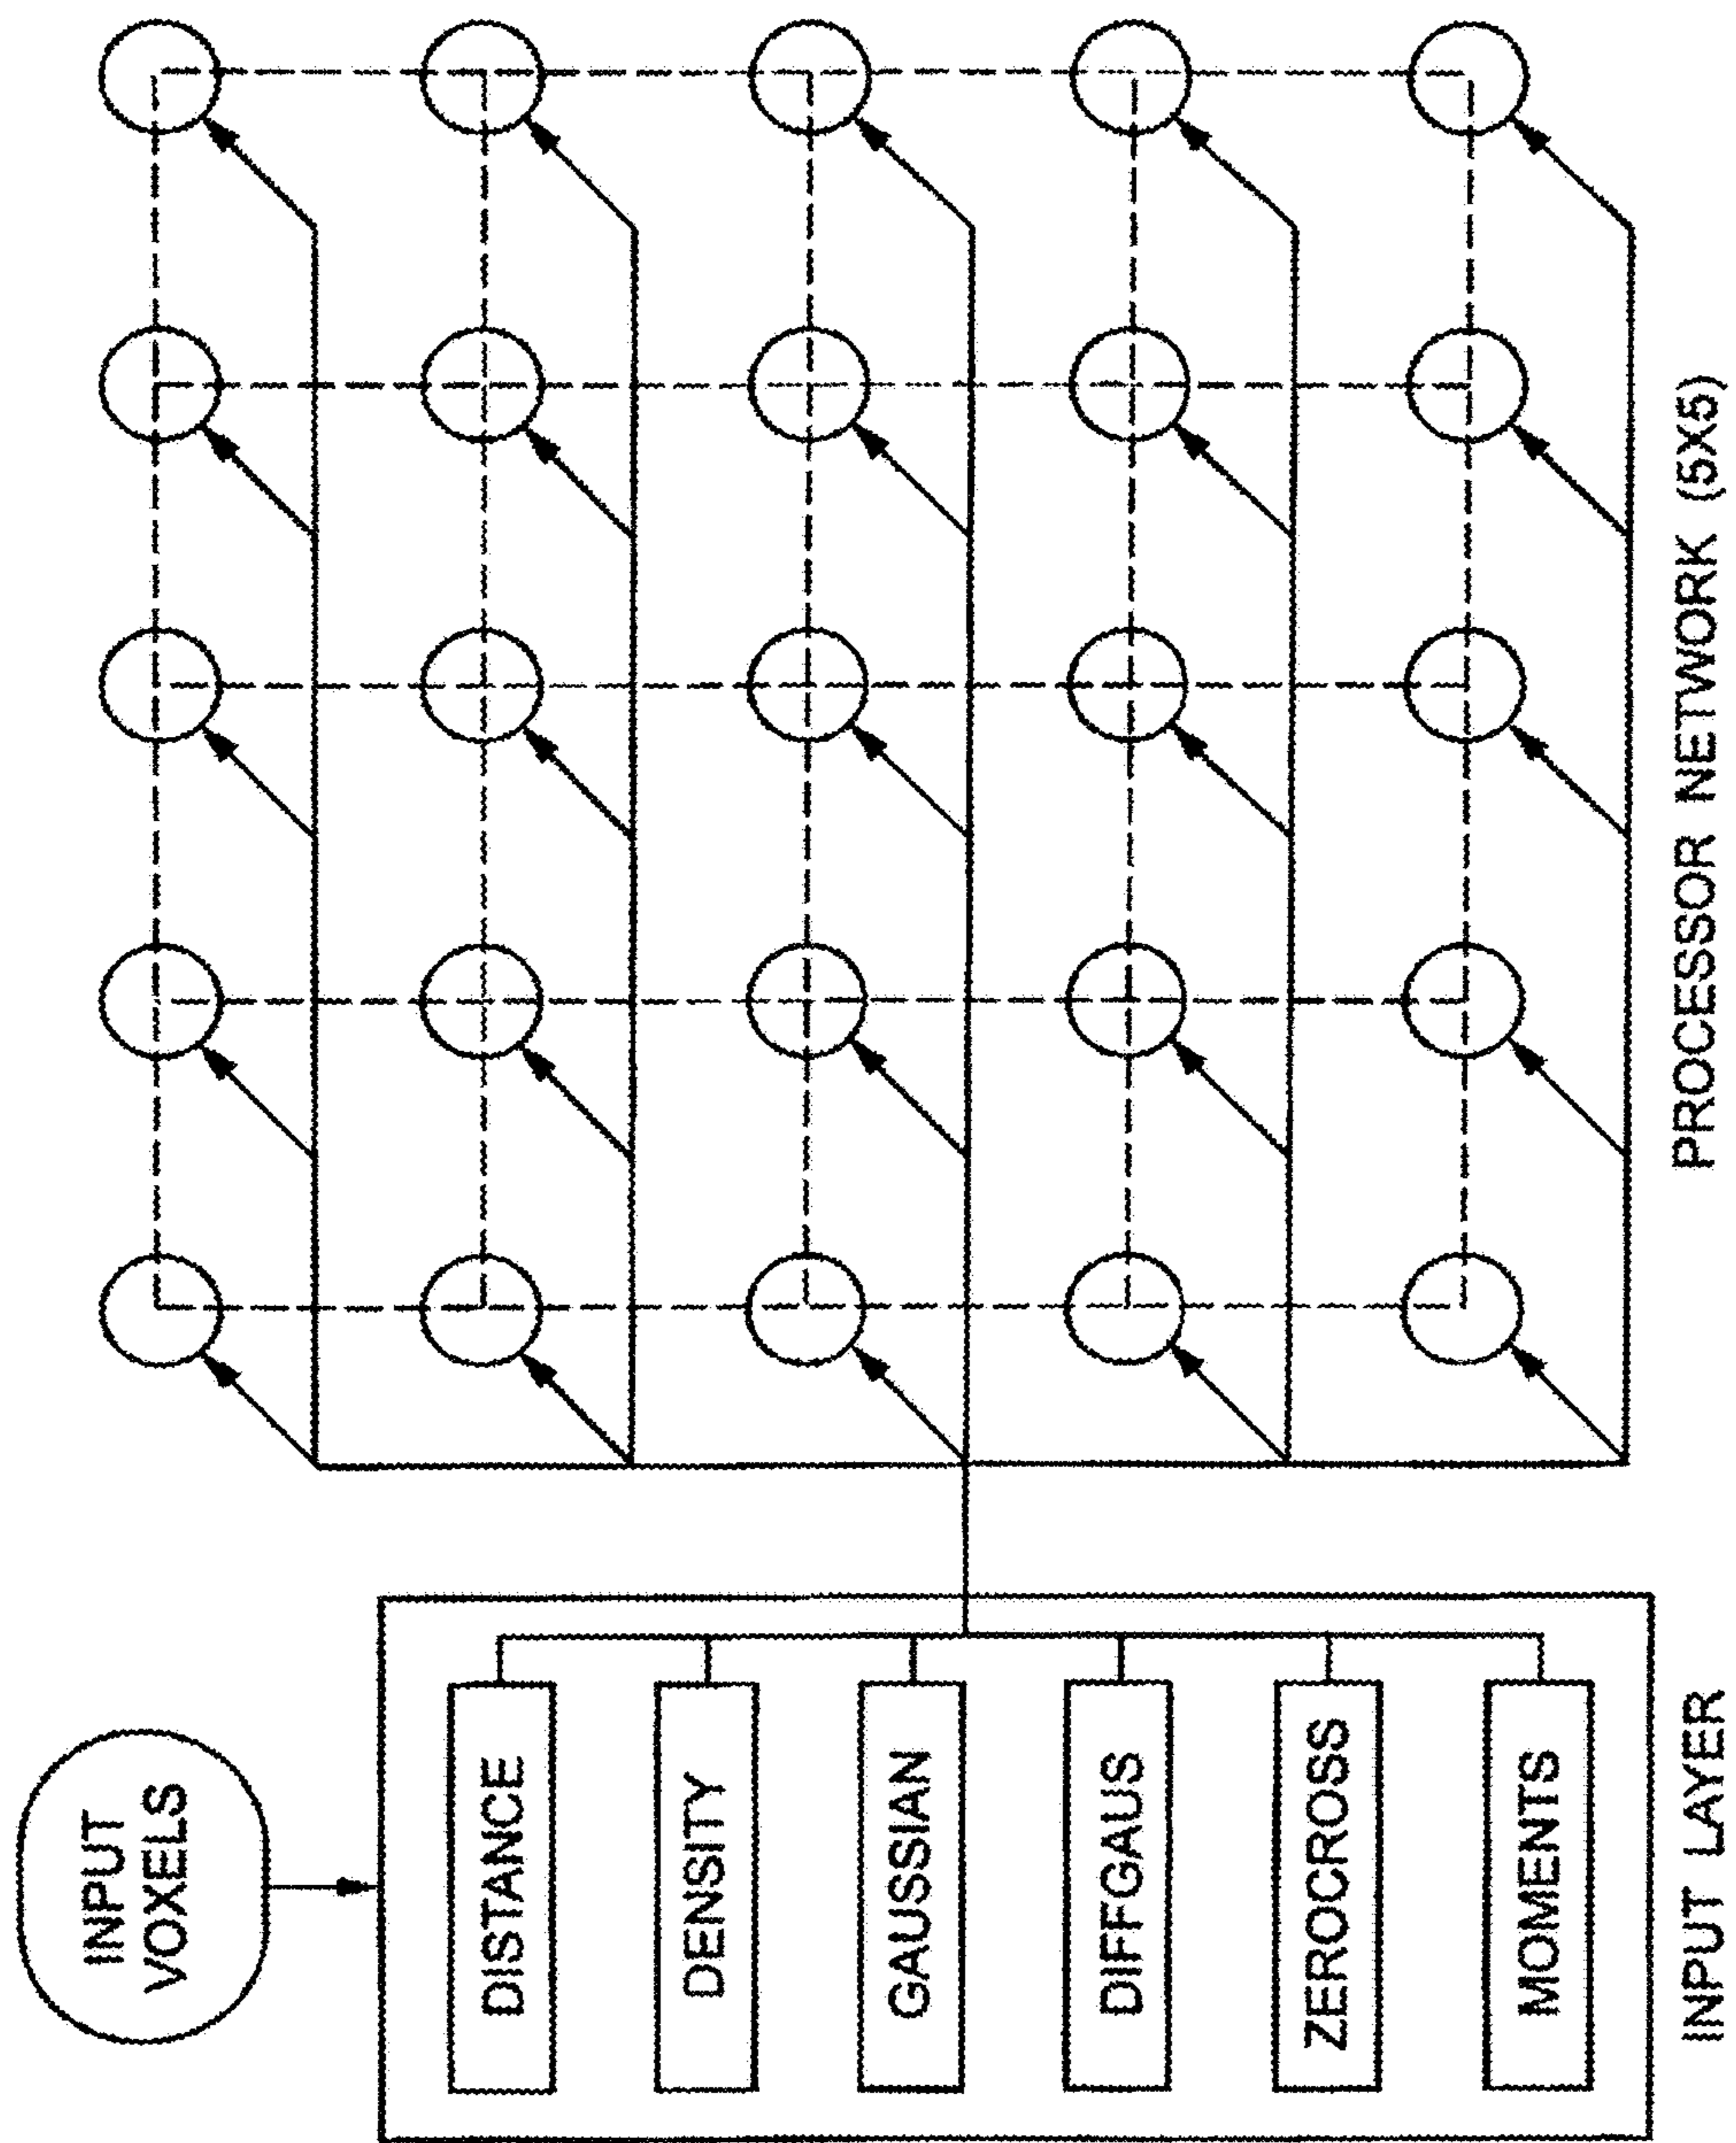 INPUT
VOXELS
DISTANCE
DENSITY
GAUSSIAN
DIFFGAUS
ZEROCROSS
MOMENTS
INPUT LAYER
PROCESSOR NETWORK (5X5)